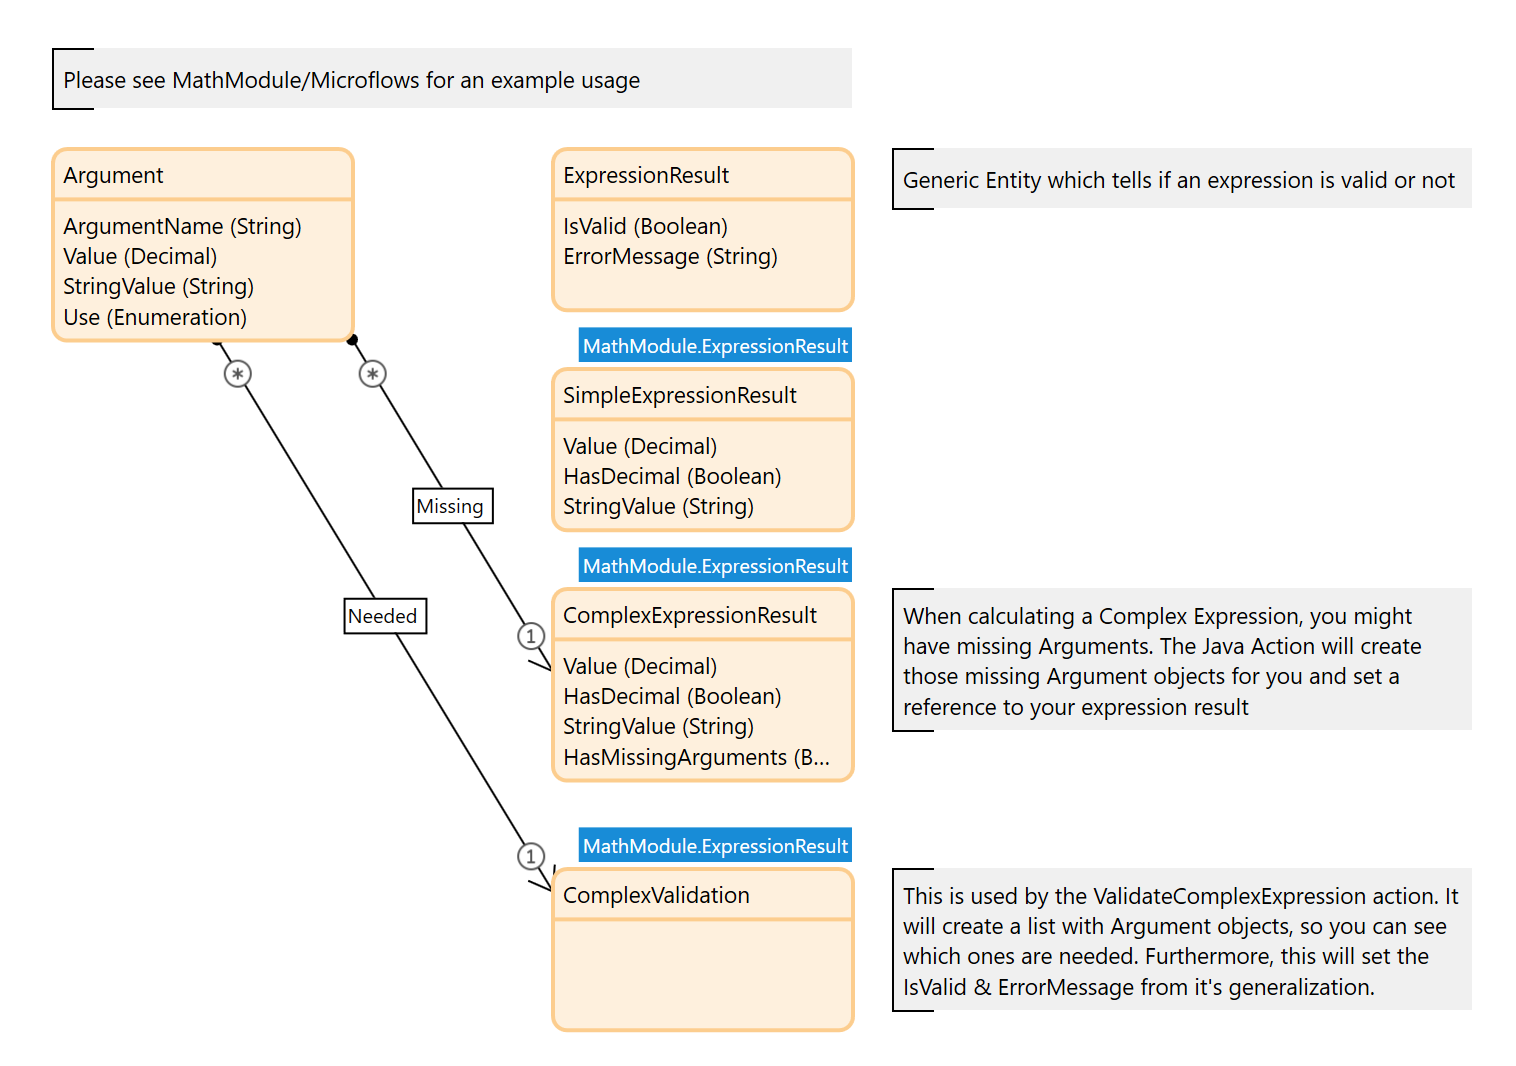 Please see MathModule/Microflows for an example usage
Argument
ArgumentName (String)
Value (Decimal)
StringValue (String)
Use (Enumeration)
ExpressionResult
IsValid (Boolean)
ErrorMessage (String)
Generic Entity which tells if an expression is valid or not
MathModule.ExpressionResult
SimpleExpressionResult
Value (Decimal)
HasDecimal (Boolean)
StringValue (String)
*
*
Missing
Needed
1
1
MathModule.ExpressionResult
ComplexExpressionResult
Value (Decimal)
HasDecimal (Boolean)
StringValue (String)
HasMissingArguments (B...
When calculating a Complex Expression, you might
have missing Arguments. The Java Action will create
those missing Argument objects for you and set a
reference to your expression result
MathModule.ExpressionResult
ComplexValidation
This is used by the ValidateComplexExpression action. It
will create a list with Argument objects, so you can see
which ones are needed. Furthermore, this will set the
IsValid & ErrorMessage from it's generalization.